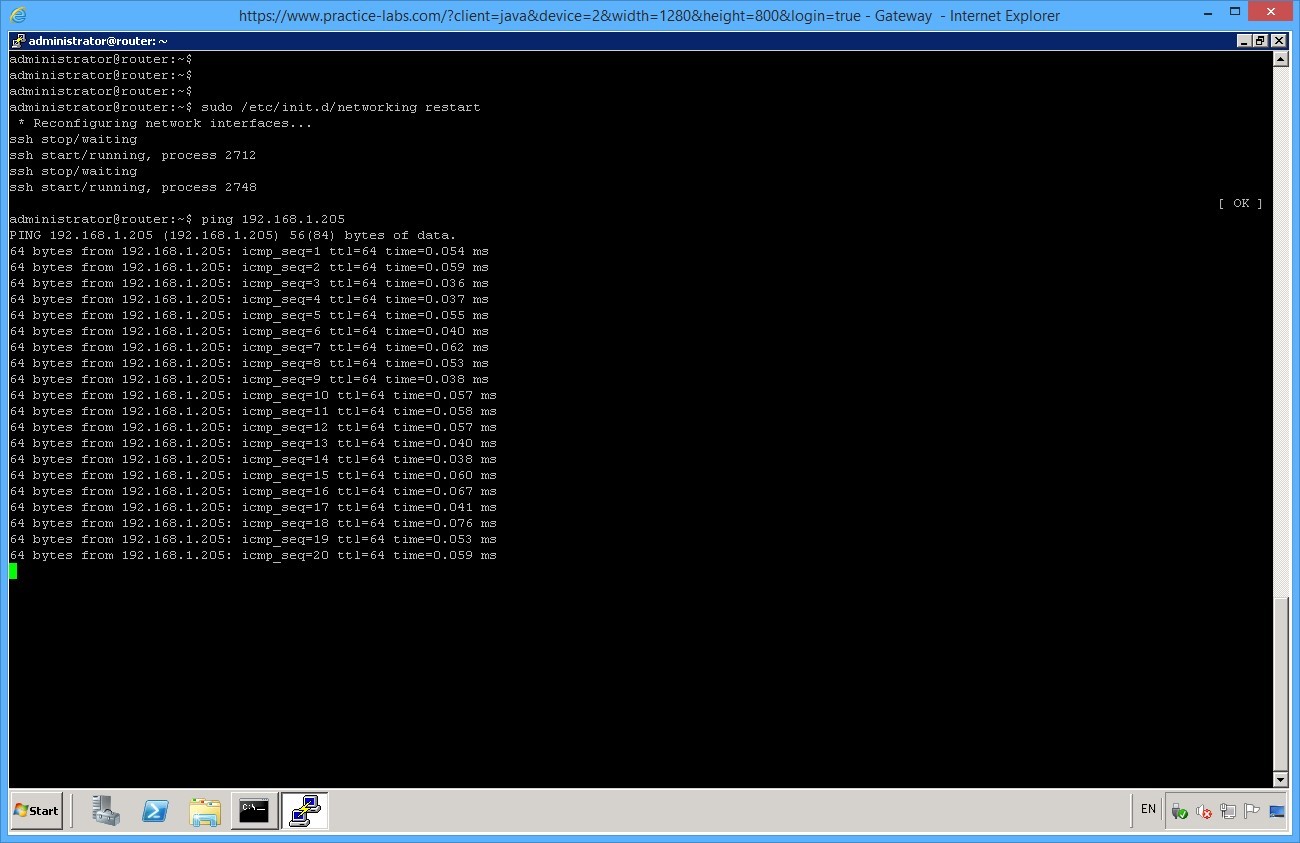 https://www.practice-labs.com/?client=java&device=2&width=1280&height=800&login=true - Gateway - Internet Explorer
administrator@router: ~
administrator@router:~$
administrator@router:~$
administrator@router:~$
administrator@router:~$ sudo /etc/init.d/networking restart
* Reconfiguring network interfaces...
ssh stop/waiting
ssh start/running, process 2712
ssh stop/waiting
ssh start/running, process 2748
[ OK ]
administrator@router:~$ ping 192.168.1.205
PING 192.168.1.205 (192.168.1.205) 56(84) bytes of data.
64 bytes from 192.168.1.205: icmp_seq=1 ttl=64 time=0.054 ms
64 bytes from 192.168.1.205: icmp_seq=2 ttl=64 time=0.059 ms
64 bytes from 192.168.1.205: icmp_seq=3 ttl=64 time=0.036 ms
64 bytes from 192.168.1.205: icmp_seq=4 ttl=64 time=0.037 ms
64 bytes from 192.168.1.205: icmp_seq=5 ttl=64 time=0.055 ms
64 bytes from 192.168.1.205: icmp_seq=6 ttl=64 time=0.040 ms
64 bytes from 192.168.1.205: icmp_seq=7 ttl=64 time=0.062 ms
64 bytes from 192.168.1.205: icmp_seq=8 ttl=64 time=0.053 ms
64 bytes from 192.168.1.205: icmp_seq=9 ttl=64 time=0.038 ms
64 bytes from 192.168.1.205: icmp_seq=10 ttl=64 time=0.057 ms
64 bytes from 192.168.1.205: icmp_seq=11 ttl=64 time=0.058 ms
64 bytes from 192.168.1.205: icmp_seq=12 ttl=64 time=0.057 ms
64 bytes from 192.168.1.205: icmp_seq=13 ttl=64 time=0.040 ms
64 bytes from 192.168.1.205: icmp_seq=14 ttl=64 time=0.038 ms
64 bytes from 192.168.1.205: icmp_seq=15 ttl=64 time=0.060 ms
64 bytes from 192.168.1.205: icmp_seq=16 ttl=64 time=0.067 ms
64 bytes from 192.168.1.205: icmp_seq=17 ttl=64 time=0.041 ms
64 bytes from 192.168.1.205: icmp_seq=18 ttl=64 time=0.076 ms
64 bytes from 192.168.1.205: icmp_seq=19 ttl=64 time=0.053 ms
64 bytes from 192.168.1.205: icmp_seq=20 ttl=64 time=0.059 ms
Start
C:\_
EN